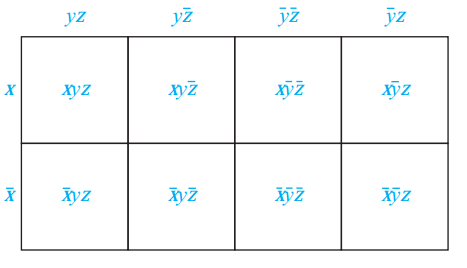 yz yz̄ ȳz̄ ȳz
x xyz xyz̄ xȳz̄ xȳz
x̄ x̄yz x̄yz̄ x̄ȳz̄ x̄ȳz